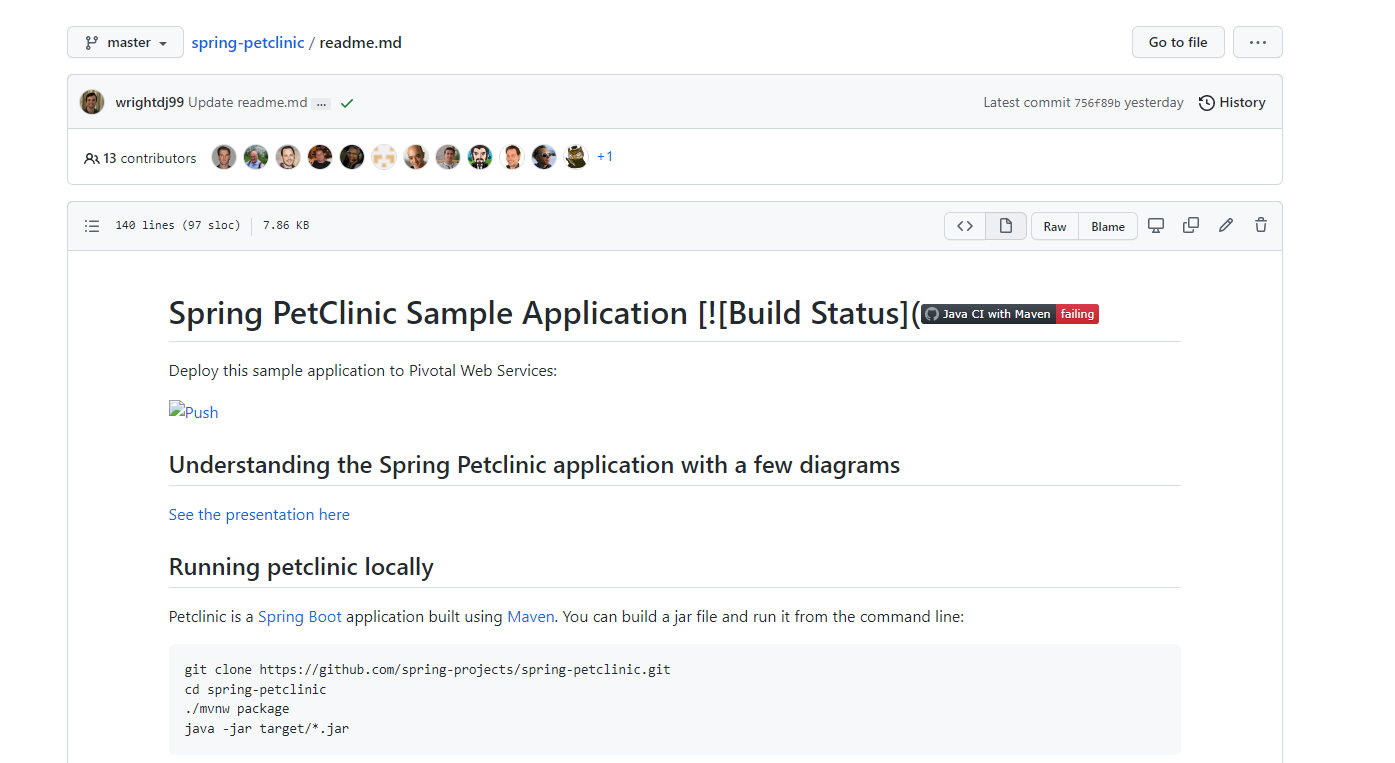 master spring-petclinic / readme.md Go to file ...
wrightdj99 Update readme.md ... Latest commit 756f89b yesterday History
13 contributors +1
140 lines (97 sloc) 7.86 KB <> Raw Blame
Spring PetClinic Sample Application [![Build Status]( Java CI with Maven failing
Deploy this sample application to Pivotal Web Services:
Push
Understanding the Spring Petclinic application with a few diagrams
See the presentation here
Running petclinic locally
Petclinic is a Spring Boot application built using Maven. You can build a jar file and run it from the command line:
git clone https://github.com/spring-projects/spring-petclinic.git
cd spring-petclinic
./mvnw package
java -jar target/*.jar